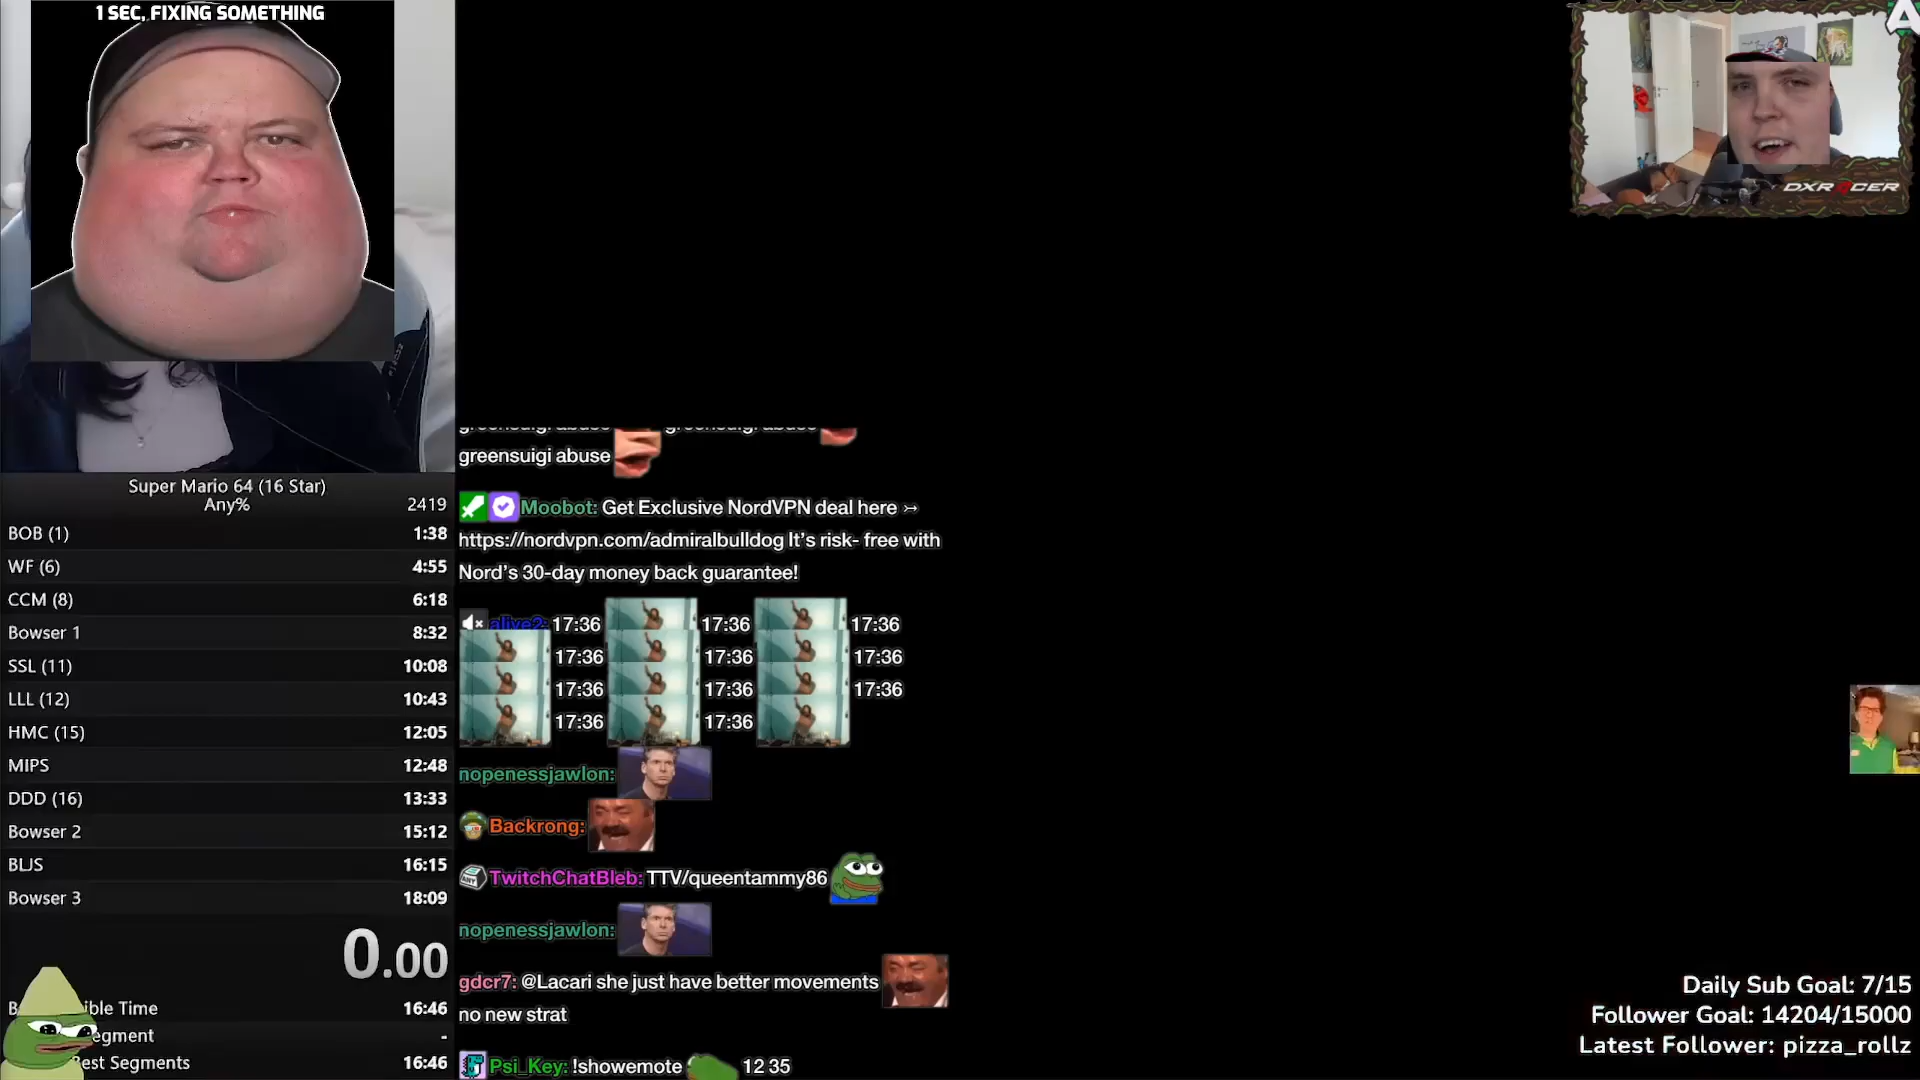 1 SEC, FIXING SOMETHING
DXRACER
Super Mario 64 (16 Star)
Any% 2419
BOB (1) 1:38
WF (6) 4:55
CCM (8) 6:18
Bowser 1 8:32
SSL (11) 10:08
LLL (12) 10:43
HMC (15) 12:05
MIPS 12:48
DDD (16) 13:33
Bowser 2 15:12
BLJS 16:15
Bowser 3 18:09
0.00
ible Time 16:46
egment -
Best Segments 16:46
greensuigi abuse greensuigi abuse
greensuigi abuse
Moobot: Get Exclusive NordVPN deal here ↣
https://nordvpn.com/admiralbulldog It's risk- free with
Nord's 30-day money back guarantee!
alive2: 17:36 17:36 17:36
17:36 17:36 17:36
17:36 17:36 17:36
17:36 17:36
nopenessjawlon:
Backrong:
TwitchChatBleb: TTV/queentammy86
nopenessjawlon:
gdcr7: @Lacari she just have better movements
no new strat
Psi_Key: !showemote 12 35
Daily Sub Goal: 7/15
Follower Goal: 14204/15000
Latest Follower: pizza_rollz